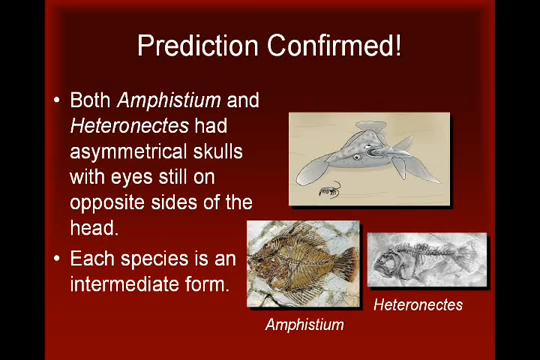 Prediction Confirmed!
• Both Amphistium and
Heteronectes had
asymmetrical skulls
with eyes still on
opposite sides of the
head.
• Each species is an
intermediate form.
Heteronectes
Amphistium